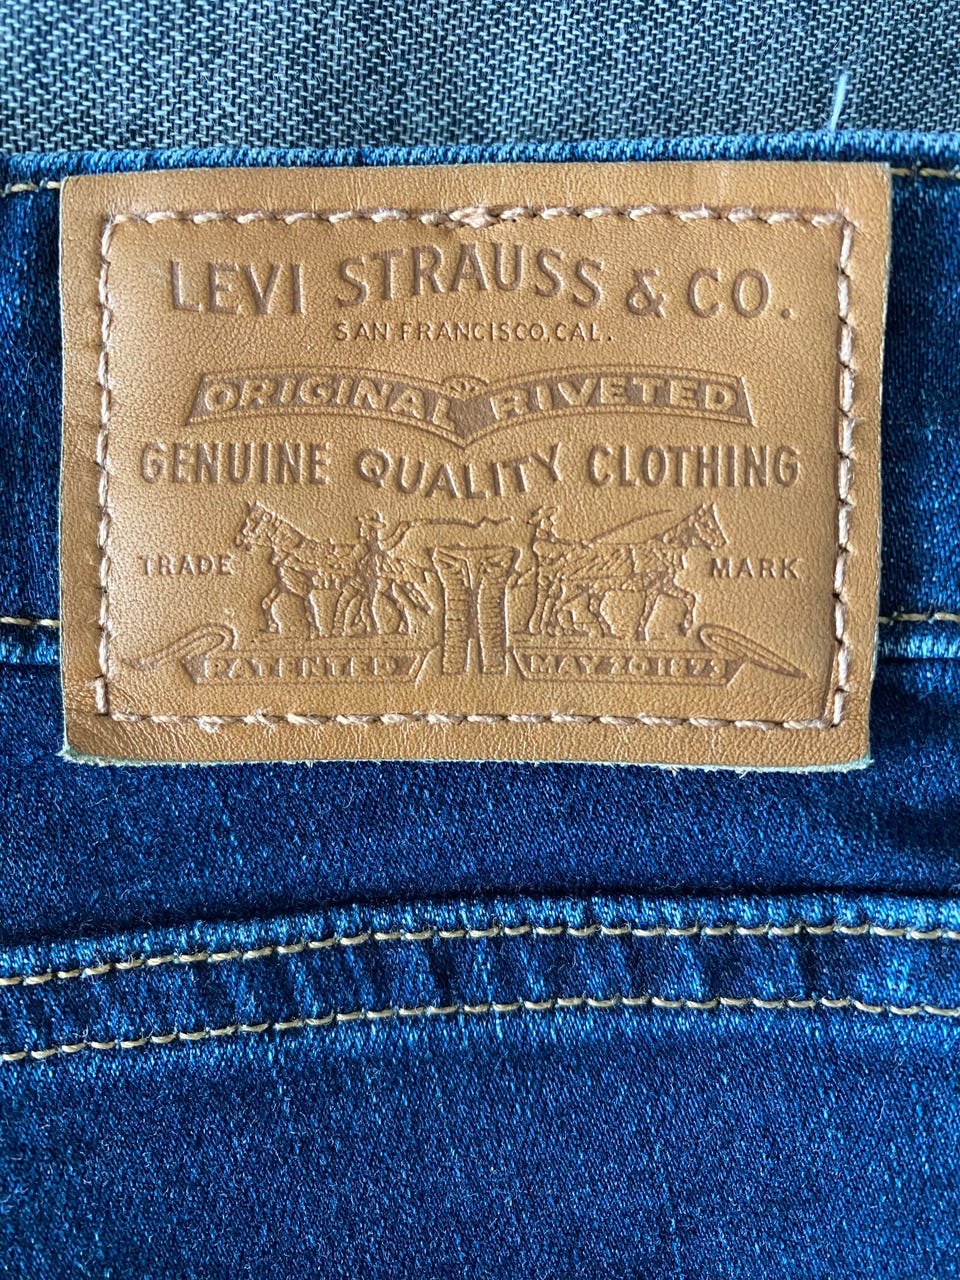 LEVI STRAUSS & CO.
SAN FRANCISCO, CAL.
ORIGINAL RIVETED
GENUINE QUALITY CLOTHING
TRADE MARK
PATENTED MAY 20 1873